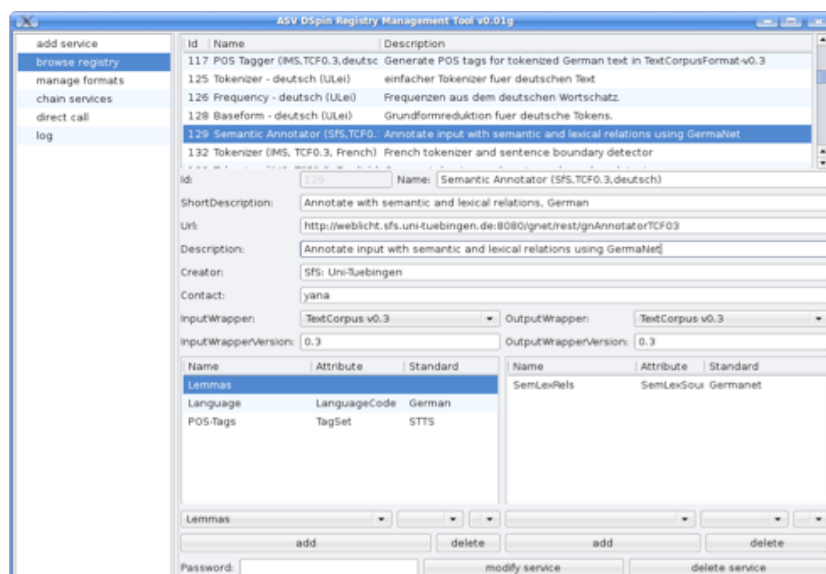 ASV DSpin Registry Management Tool v0.01g
add service
browse registry
manage formats
chain services
direct call
log
Id Name Description
117 POS Tagger (IMS,TCF0.3,deutsc Generate POS tags for tokenized German text in TextCorpusFormat-v0.3
125 Tokenizer - deutsch (ULei) einfacher Tokenizer fuer deutschen Text
126 Frequency - deutsch (ULei) Frequenzen aus dem deutschen Wortschatz.
128 Baseform - deutsch (ULei) Grundformreduktion fuer deutsche Tokens.
129 Semantic Annotator (SfS,TCF0. Annotate input with semantic and lexical relations using GermaNet
132 Tokenizer (IMS, TCF0.3, French) French tokenizer and sentence boundary detector
Id: 129 Name: Semantic Annotator (SfS,TCF0.3,deutsch)
ShortDescription: Annotate with semantic and lexical relations, German
Url: http://weblicht.sfs.uni-tuebingen.de:8080/gnet/rest/gnAnnotatorTCF03
Description: Annotate input with semantic and lexical relations using GermaNet
Creator: SfS: Uni-Tuebingen
Contact: yana
InputWrapper: TextCorpus v0.3 OutputWrapper: TextCorpus v0.3
InputWrapperVersion: 0.3 OutputWrapperVersion: 0.3
Name Attribute Standard Name Attribute Standard
Lemmas SemLexRels SemLexSou Germanet
Language LanguageCode German
POS-Tags TagSet STTS
Lemmas
add delete add delete
Password: modify service delete service